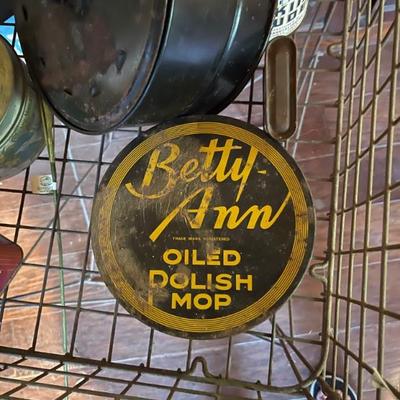 Betty-
Ann
TRADE MARK REGISTERED
OILED
POLISH
MOP